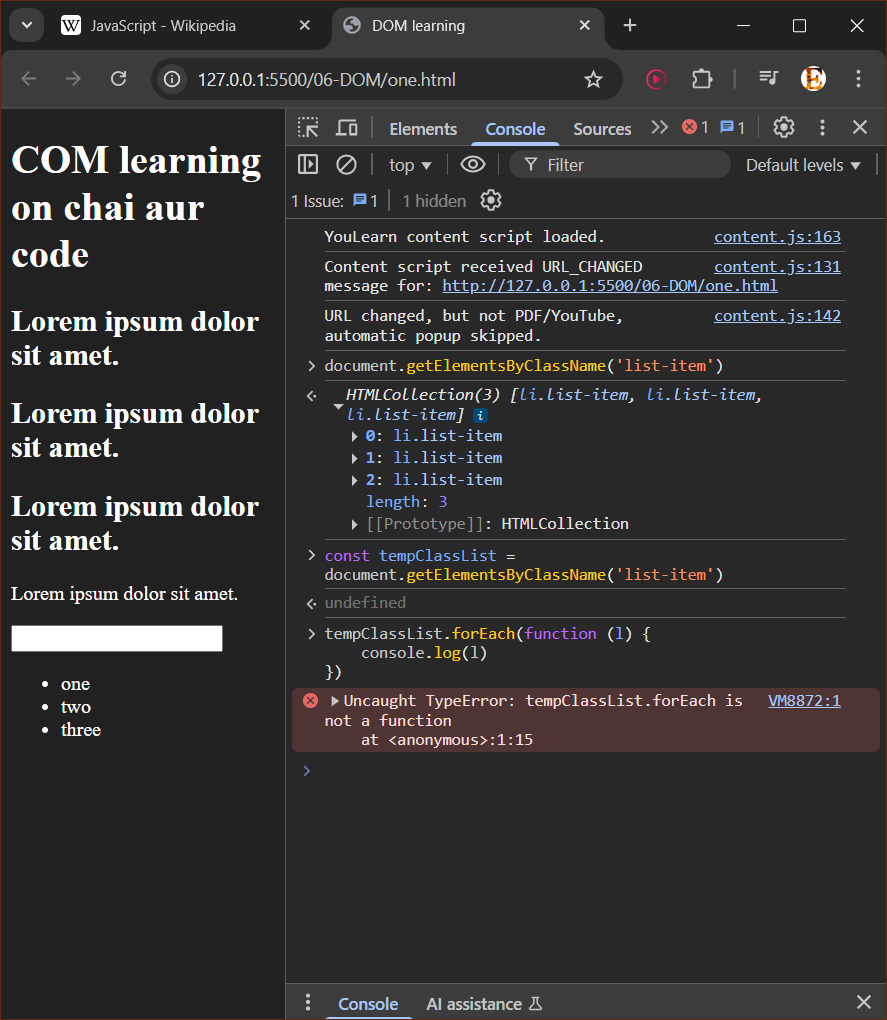 JavaScript - Wikipedia
DOM learning
127.0.0.1:5500/06-DOM/one.html
COM learning
on chai aur
code
Lorem ipsum dolor
sit amet.
Lorem ipsum dolor
sit amet.
Lorem ipsum dolor
sit amet.
Lorem ipsum dolor sit amet.
one
two
three
Elements Console Sources 1 1
top Filter Default levels
1 Issue: 1 1 hidden
YouLearn content script loaded. content.js:163
Content script received URL_CHANGED content.js:131
message for: http://127.0.0.1:5500/06-DOM/one.html
URL changed, but not PDF/YouTube, content.js:142
automatic popup skipped.
document.getElementsByClassName('list-item')
HTMLCollection(3) [li.list-item, li.list-item,
li.list-item] i
0: li.list-item
1: li.list-item
2: li.list-item
length: 3
[[Prototype]]: HTMLCollection
const tempClassList =
document.getElementsByClassName('list-item')
undefined
tempClassList.forEach(function (l) {
console.log(l)
})
Uncaught TypeError: tempClassList.forEach is VM8872:1
not a function
at <anonymous>:1:15
Console AI assistance